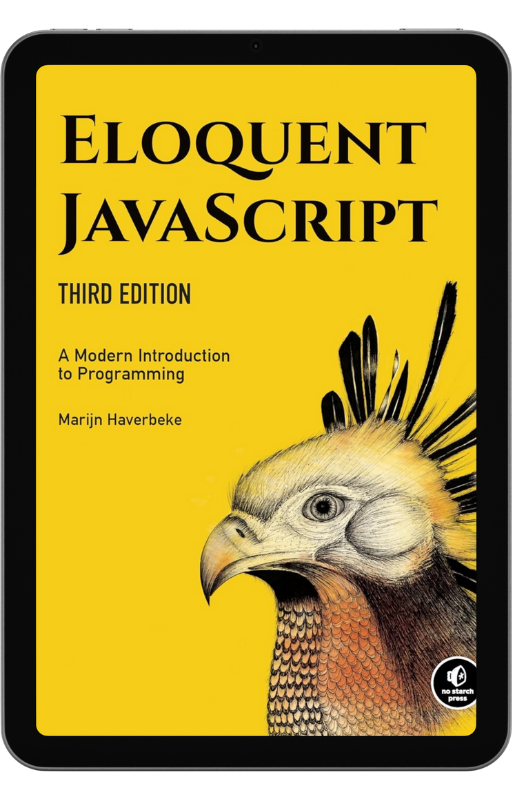 ELOQUENT
JAVASCRIPT
THIRD EDITION
A Modern Introduction
to Programming
Marijn Haverbeke
no starch
press